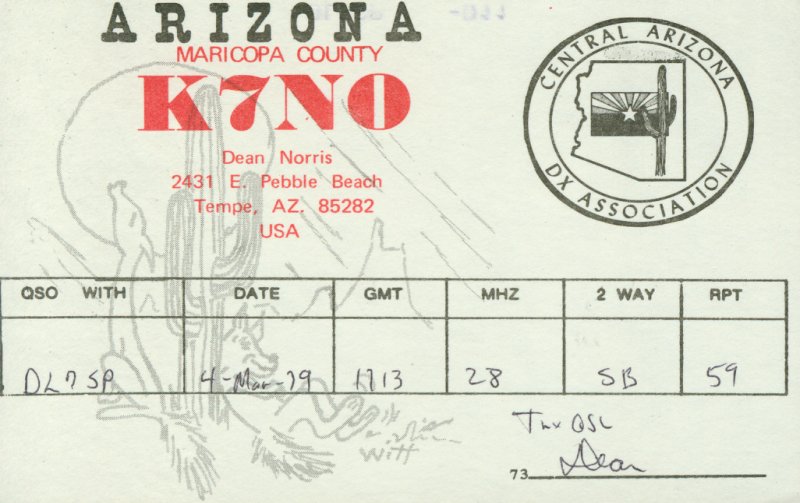 ARIZONA
MARICOPA COUNTY
K7NO
Dean Norris
2431 E. Pebble Beach
Tempe, AZ. 85282
USA
CENTRAL ARIZONA
DX ASSOCIATION
QSO WITH DATE GMT MHZ 2 WAY RPT
DL7SP 4-Mar-79 1713 28 SB 59
Witt
Tnx QSL
73 Dean